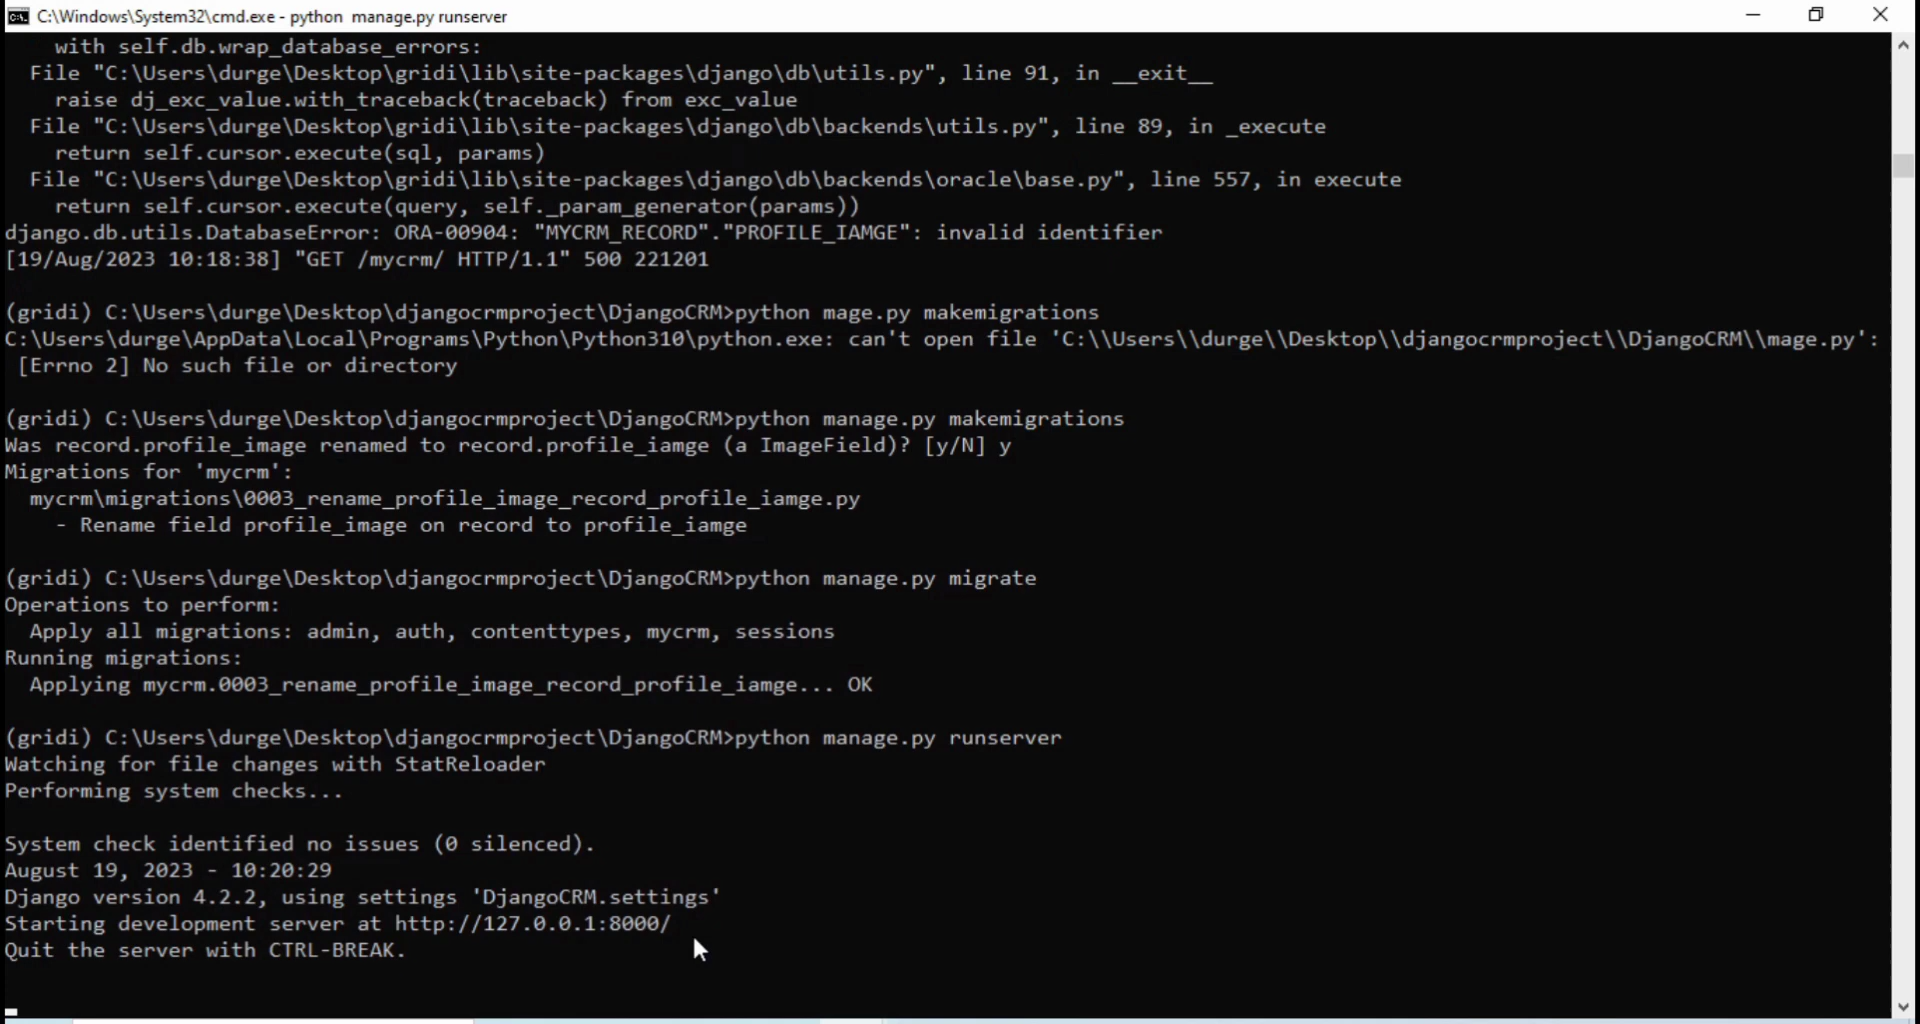 C:\Windows\System32\cmd.exe - python  manage.py runserver
    with self.db.wrap_database_errors:
  File "C:\Users\durge\Desktop\gridi\lib\site-packages\django\db\utils.py", line 91, in __exit__
    raise dj_exc_value.with_traceback(traceback) from exc_value
  File "C:\Users\durge\Desktop\gridi\lib\site-packages\django\db\backends\utils.py", line 89, in _execute
    return self.cursor.execute(sql, params)
  File "C:\Users\durge\Desktop\gridi\lib\site-packages\django\db\backends\oracle\base.py", line 557, in execute
    return self.cursor.execute(query, self._param_generator(params))
django.db.utils.DatabaseError: ORA-00904: "MYCRM_RECORD"."PROFILE_IAMGE": invalid identifier
[19/Aug/2023 10:18:38] "GET /mycrm/ HTTP/1.1" 500 221201
(gridi) C:\Users\durge\Desktop\djangocrmproject\DjangoCRM>python mage.py makemigrations
C:\Users\durge\AppData\Local\Programs\Python\Python310\python.exe: can't open file 'C:\\Users\\durge\\Desktop\\djangocrmproject\\DjangoCRM\\mage.py':
 [Errno 2] No such file or directory
(gridi) C:\Users\durge\Desktop\djangocrmproject\DjangoCRM>python manage.py makemigrations
Was record.profile_image renamed to record.profile_iamge (a ImageField)? [y/N] y
Migrations for 'mycrm':
  mycrm\migrations\0003_rename_profile_image_record_profile_iamge.py
    - Rename field profile_image on record to profile_iamge
(gridi) C:\Users\durge\Desktop\djangocrmproject\DjangoCRM>python manage.py migrate
Operations to perform:
  Apply all migrations: admin, auth, contenttypes, mycrm, sessions
Running migrations:
  Applying mycrm.0003_rename_profile_image_record_profile_iamge... OK
(gridi) C:\Users\durge\Desktop\djangocrmproject\DjangoCRM>python manage.py runserver
Watching for file changes with StatReloader
Performing system checks...
System check identified no issues (0 silenced).
August 19, 2023 - 10:20:29
Django version 4.2.2, using settings 'DjangoCRM.settings'
Starting development server at http://127.0.0.1:8000/
Quit the server with CTRL-BREAK.